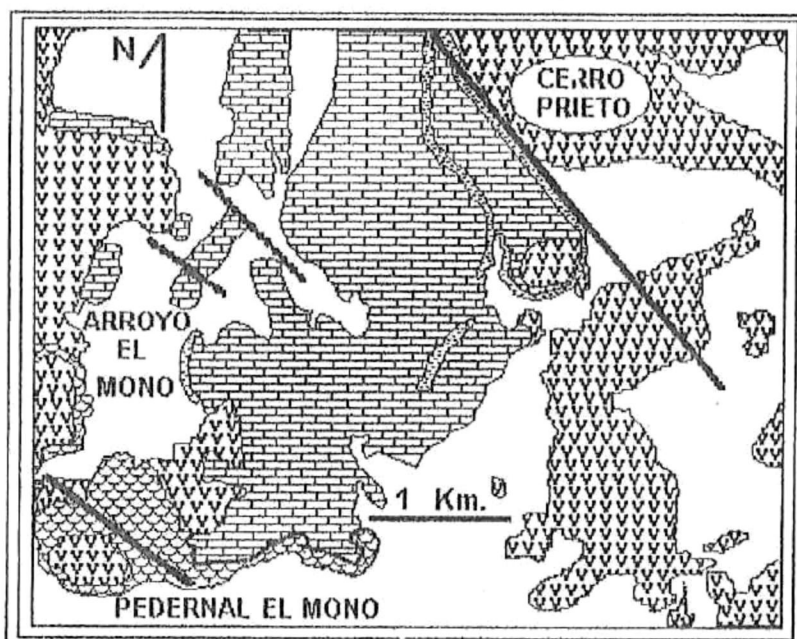 N
CERRO
PRIETO
ARROYO
EL
MONO
1 Km.
PEDERNAL EL MONO